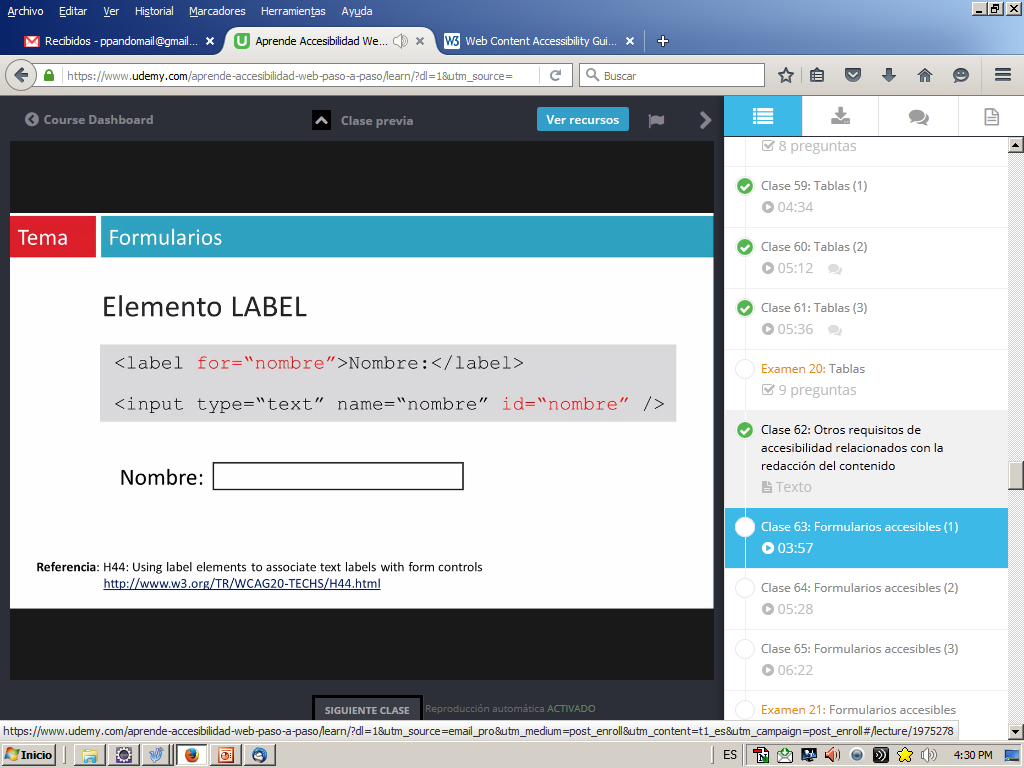 Archivo Editar Ver Historial Marcadores Herramientas Ayuda
Recibidos - ppandomail@gmail... Aprende Accesibilidad We... W3 Web Content Accessibility Gui...
https://www.udemy.com/aprende-accesibilidad-web-paso-a-paso/learn/?dl=1&utm_source= Buscar
Course Dashboard Clase previa Ver recursos
Tema Formularios
Elemento LABEL
<label for=“nombre”>Nombre:</label>
<input type=“text” name=“nombre” id=“nombre” />
Nombre:
Referencia: H44: Using label elements to associate text labels with form controls
http://www.w3.org/TR/WCAG20-TECHS/H44.html
SIGUIENTE CLASE Reproducción automática ACTIVADO
8 preguntas
Clase 59: Tablas (1)
04:34
Clase 60: Tablas (2)
05:12
Clase 61: Tablas (3)
05:36
Examen 20: Tablas
9 preguntas
Clase 62: Otros requisitos de
accesibilidad relacionados con la
redacción del contenido
Texto
Clase 63: Formularios accesibles (1)
03:57
Clase 64: Formularios accesibles (2)
05:28
Clase 65: Formularios accesibles (3)
06:22
Examen 21: Formularios accesibles
https://www.udemy.com/aprende-accesibilidad-web-paso-a-paso/learn/?dl=1&utm_source=email_pro&utm_medium=post_enroll&utm_content=t1_es&utm_campaign=post_enroll#/lecture/1975278
Inicio ES 4:30 PM